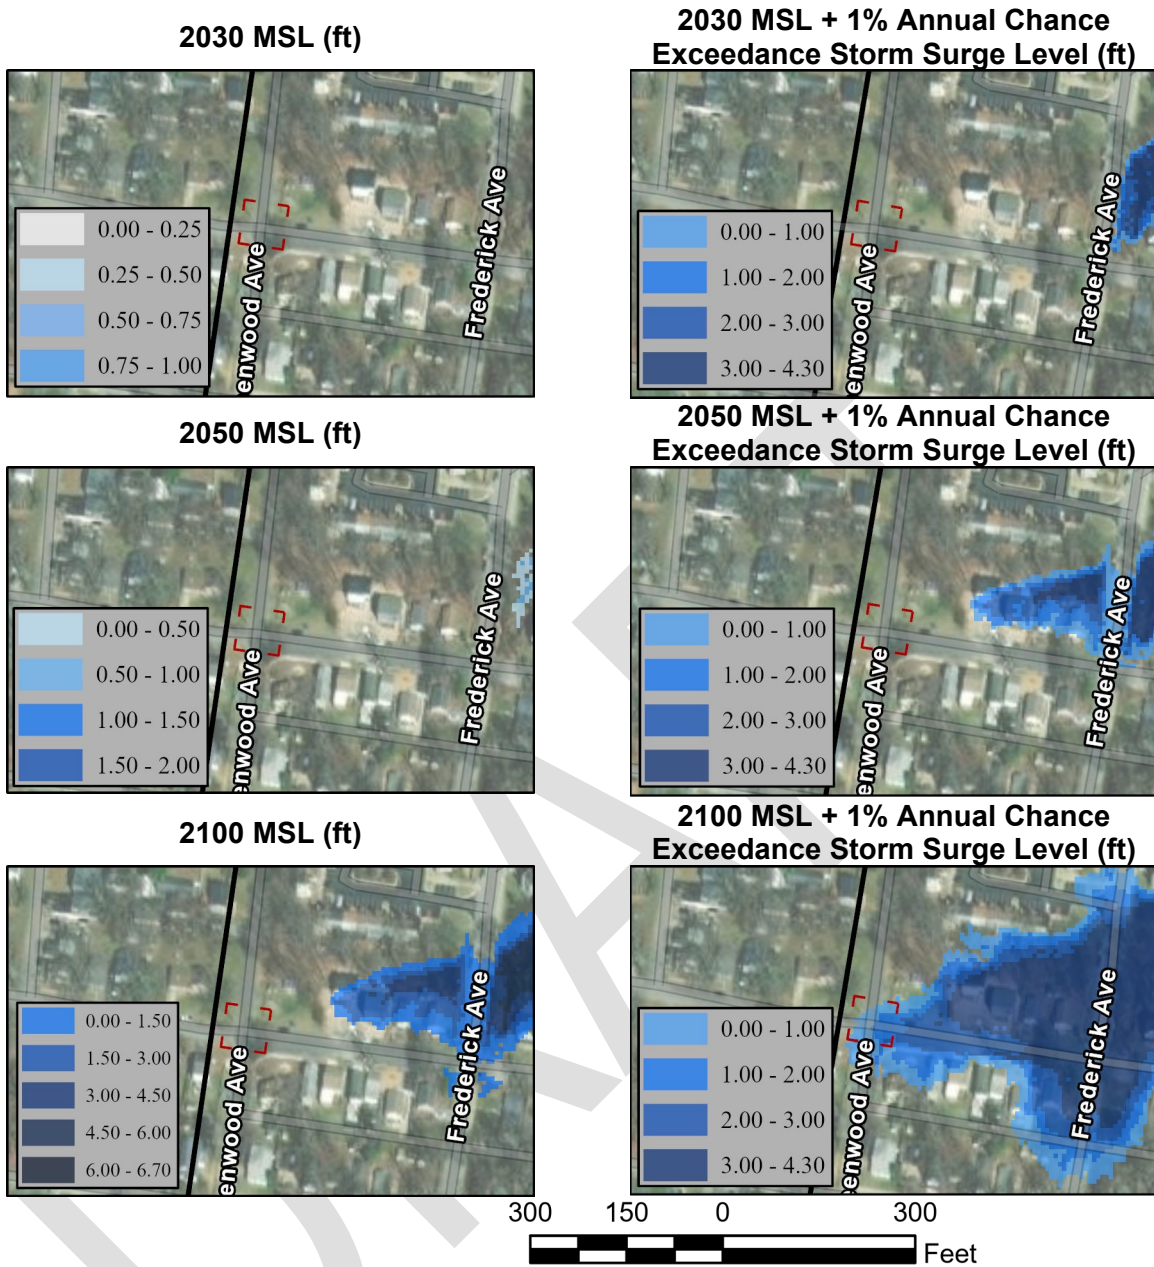 2030 MSL (ft)
2030 MSL + 1% Annual Chance
Exceedance Storm Surge Level (ft)
0.00 - 0.25
0.25 - 0.50
0.50 - 0.75
0.75 - 1.00
enwood Ave
Frederick Ave
0.00 - 1.00
1.00 - 2.00
2.00 - 3.00
3.00 - 4.30
enwood Ave
Frederick Ave
2050 MSL (ft)
2050 MSL + 1% Annual Chance
Exceedance Storm Surge Level (ft)
0.00 - 0.50
0.50 - 1.00
1.00 - 1.50
1.50 - 2.00
enwood Ave
Frederick Ave
0.00 - 1.00
1.00 - 2.00
2.00 - 3.00
3.00 - 4.30
enwood Ave
Frederick Ave
2100 MSL (ft)
2100 MSL + 1% Annual Chance
Exceedance Storm Surge Level (ft)
0.00 - 1.50
1.50 - 3.00
3.00 - 4.50
4.50 - 6.00
6.00 - 6.70
enwood Ave
Frederick Ave
0.00 - 1.00
1.00 - 2.00
2.00 - 3.00
3.00 - 4.30
enwood Ave
Frederick Ave
300 150 0 300
Feet